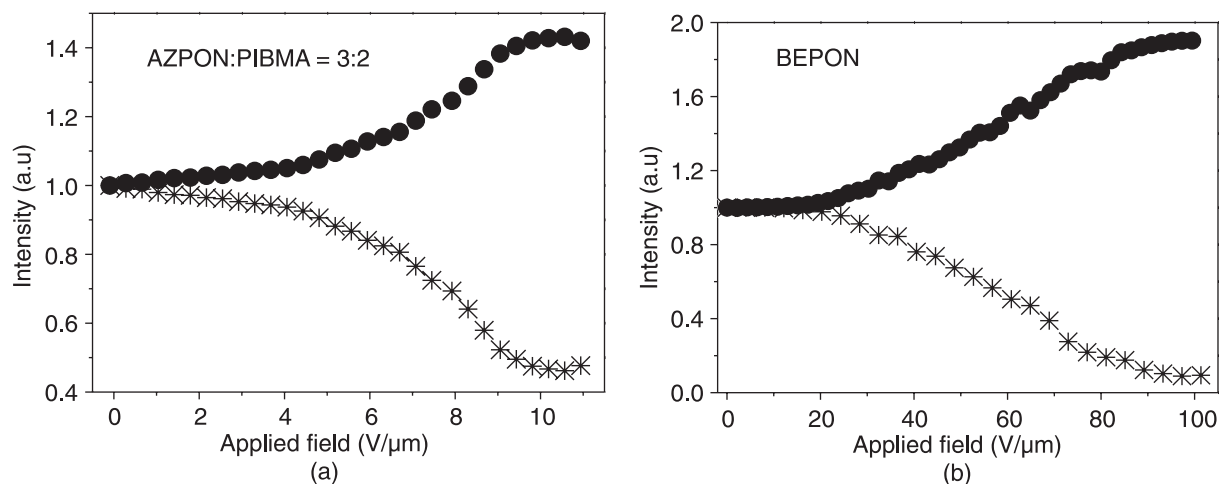 AZPON:PIBMA = 3:2
Intensity (a.u)
1.4
1.2
1.0
0.8
0.6
0.4
0 2 4 6 8 10
Applied field (V/μm)
(a)
BEPON
Intensity (a.u)
2.0
1.6
1.2
0.8
0.4
0.0
0 20 40 60 80 100
Applied field (V/μm)
(b)